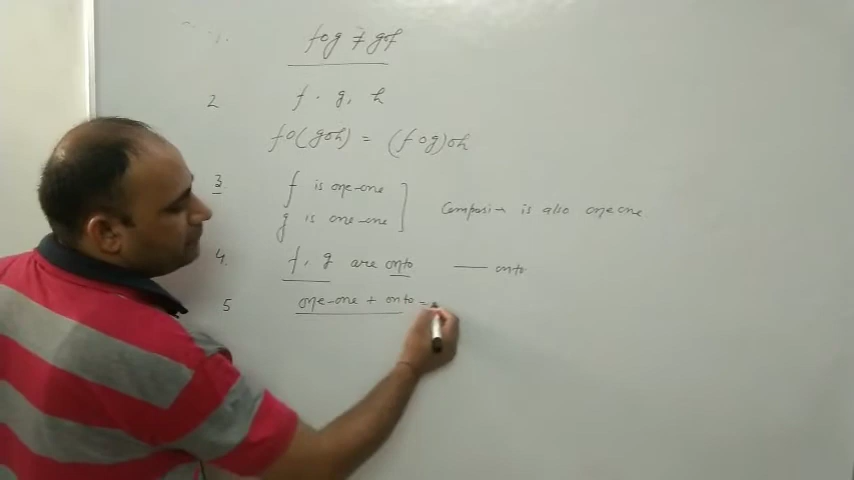 1. fog ≠ gof
2 f, g, h
fo(goh) = (fog)oh
3. f is one-one
g is one-one
is also one one
4. f, g are onto —— onto
5 one-one + onto =